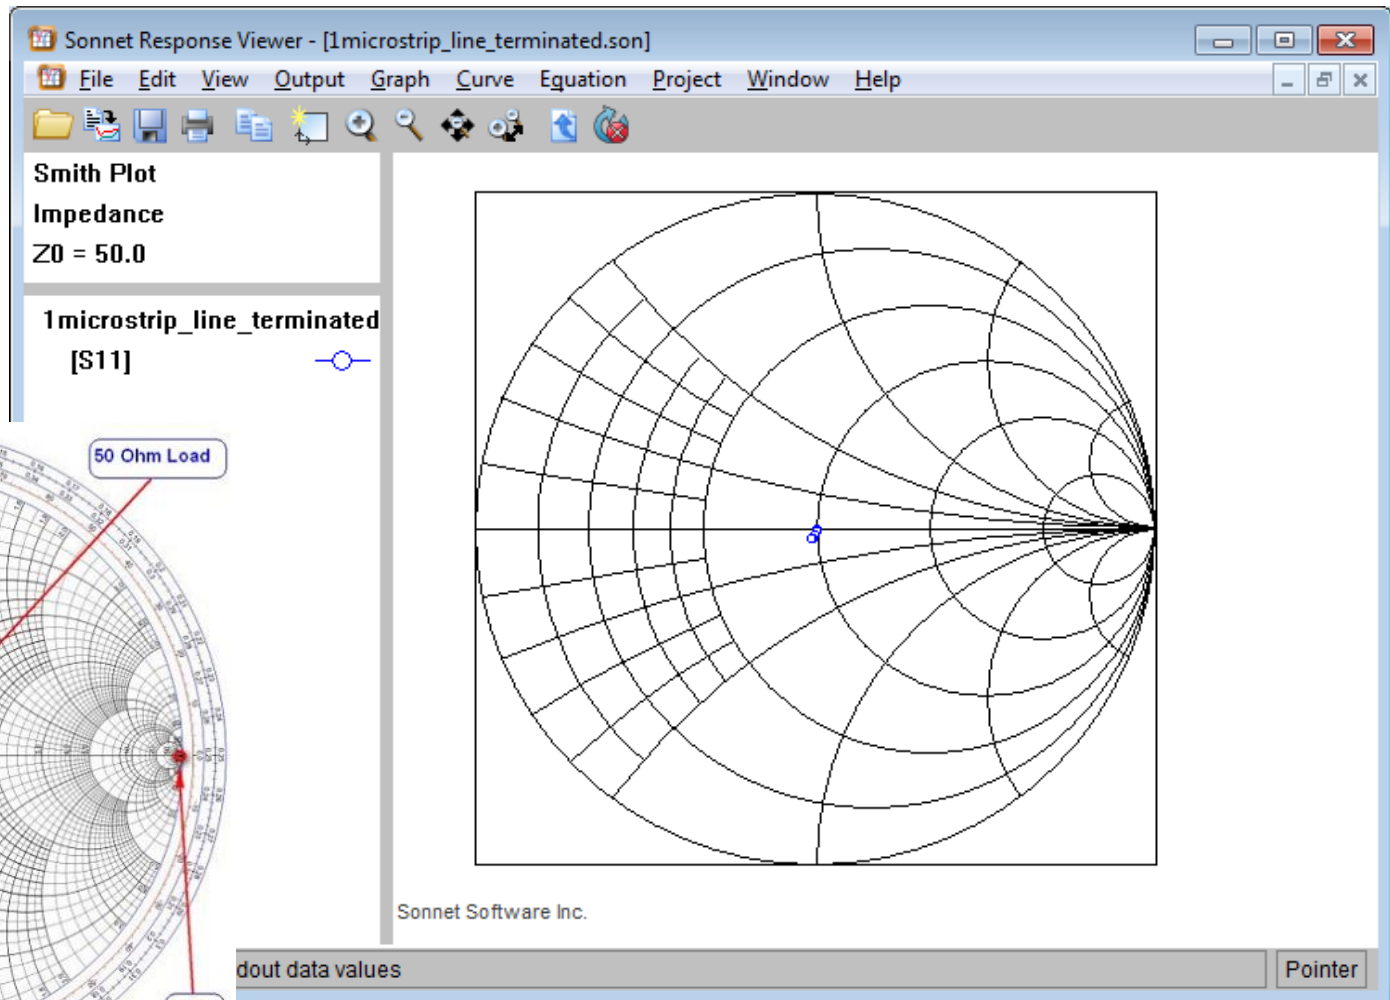 Sonnet Response Viewer - [1microstrip_line_terminated.son]
File Edit View Output Graph Curve Equation Project Window Help
Smith Plot
Impedance
Z0 = 50.0
1microstrip_line_terminated
[S11]
50 Ohm Load
Sonnet Software Inc.
dout data values
Pointer